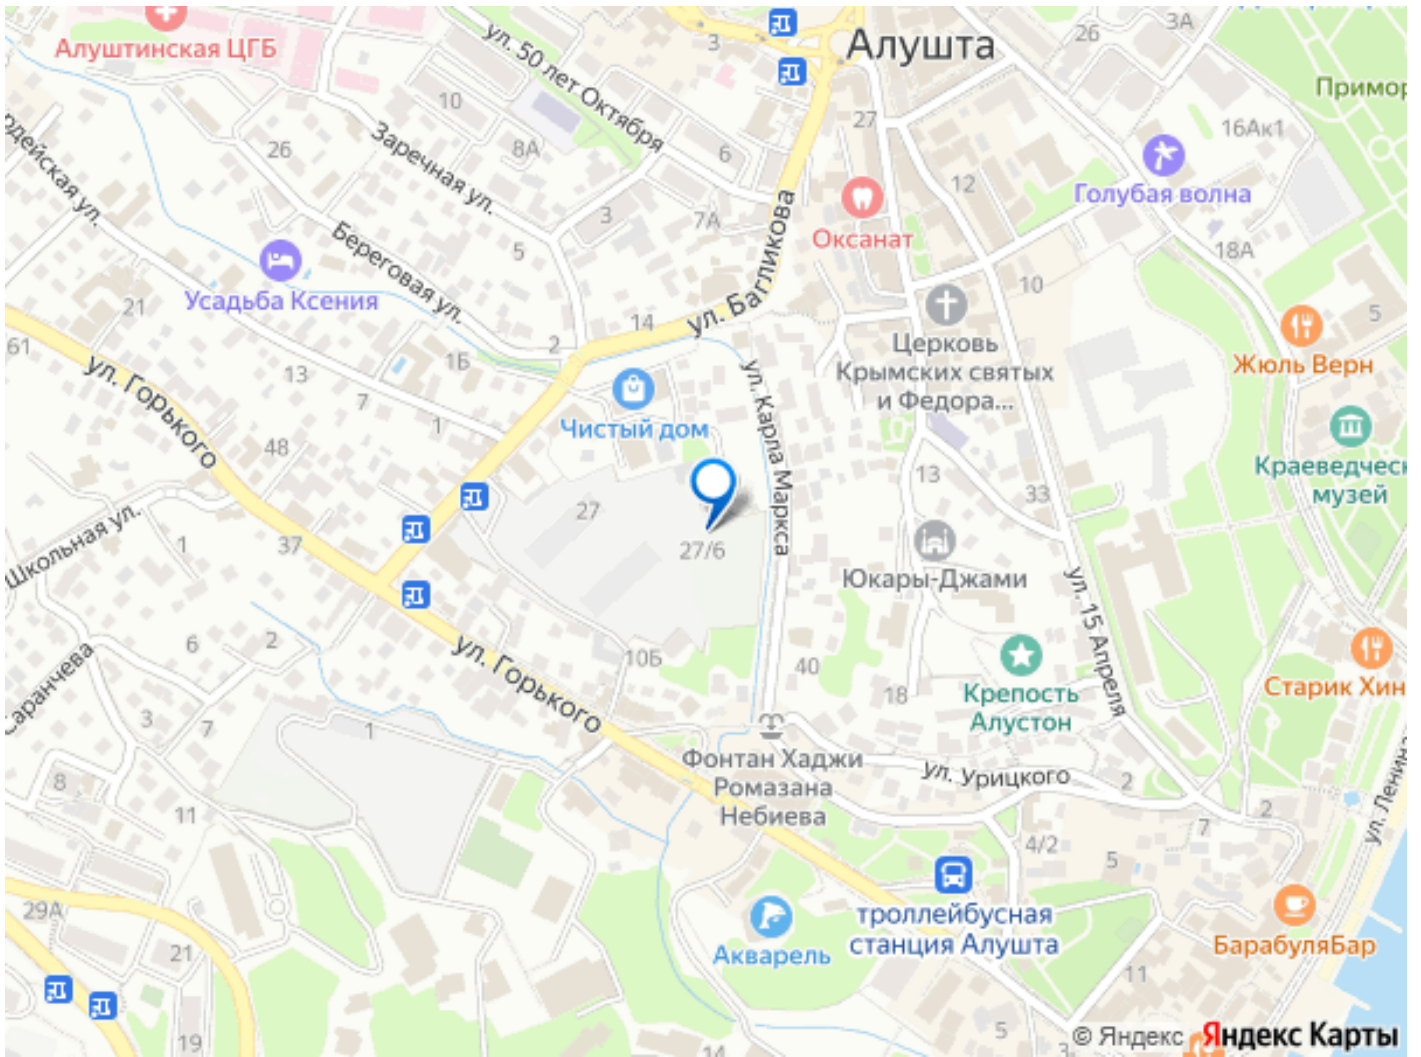 Алуштинская ЦГБ
ул. 50 лет Октября
3
Алушта
26
3А
Примор
10
8А
6
27
16Ак1
26
Заречная ул.
12
Голубая волна
3
7А
Оксанат
18А
5
Береговая ул.
Усадьба Ксения
21
14
ул. Багликова
10
5
61
2
Церковь
Крымских святых
и Федора...
Жюль Верн
ул. Горького
13
1Б
7
1
Чистый дом
ул. Карла Маркса
48
13
33
Краеведческ
музей
27
27/6
Школьная ул.
1
37
Юкары-Джами
ул. 15 Апреля
6
2
10Б
40
18
Крепость
Алустон
Старик Хин
ул. Горького
3
7
1
Фонтан Хаджи
Ромазана
Небиева
ул. Урицкого
2
2
ул. Ленина
8
11
7
4/2
5
29А
21
троллейбусная
станция Алушта
Акварель
БарабуляБар
11
19
14
5
3
© Яндекс Яндекс Карты